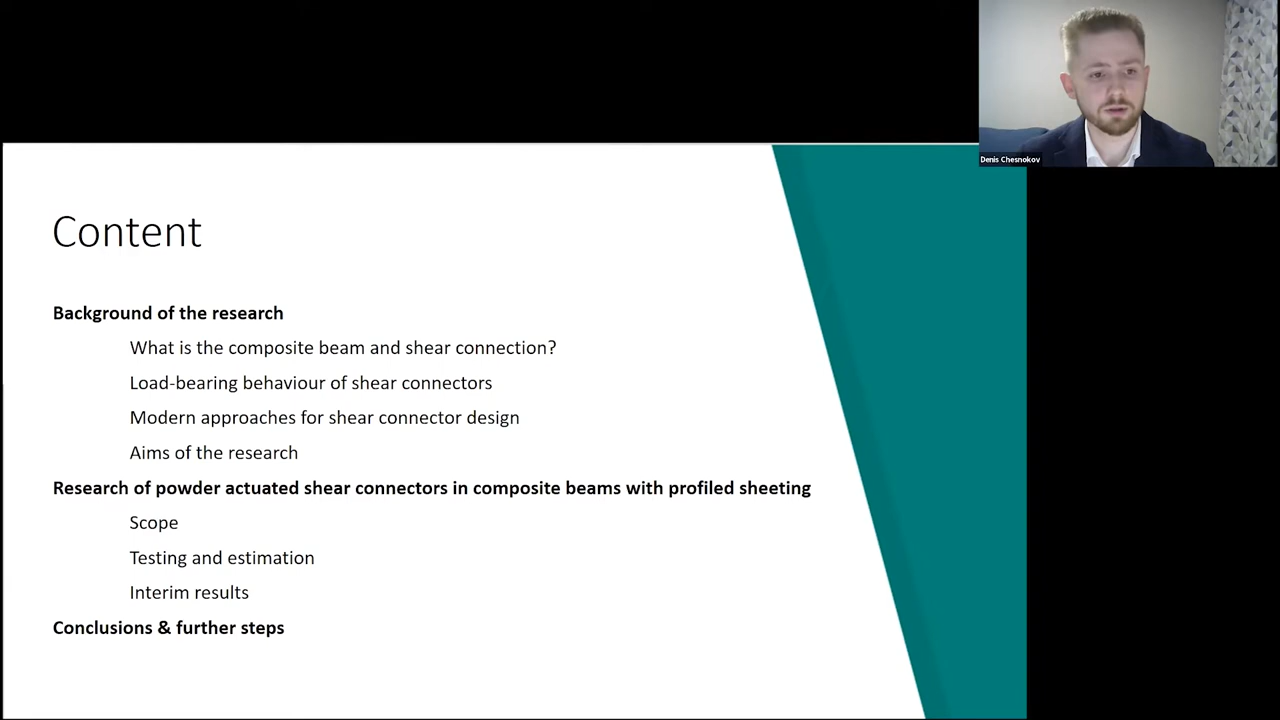 Denis Chesnokov
Content
Background of the research
What is the composite beam and shear connection?
Load-bearing behaviour of shear connectors
Modern approaches for shear connector design
Aims of the research
Research of powder actuated shear connectors in composite beams with profiled sheeting
Scope
Testing and estimation
Interim results
Conclusions & further steps